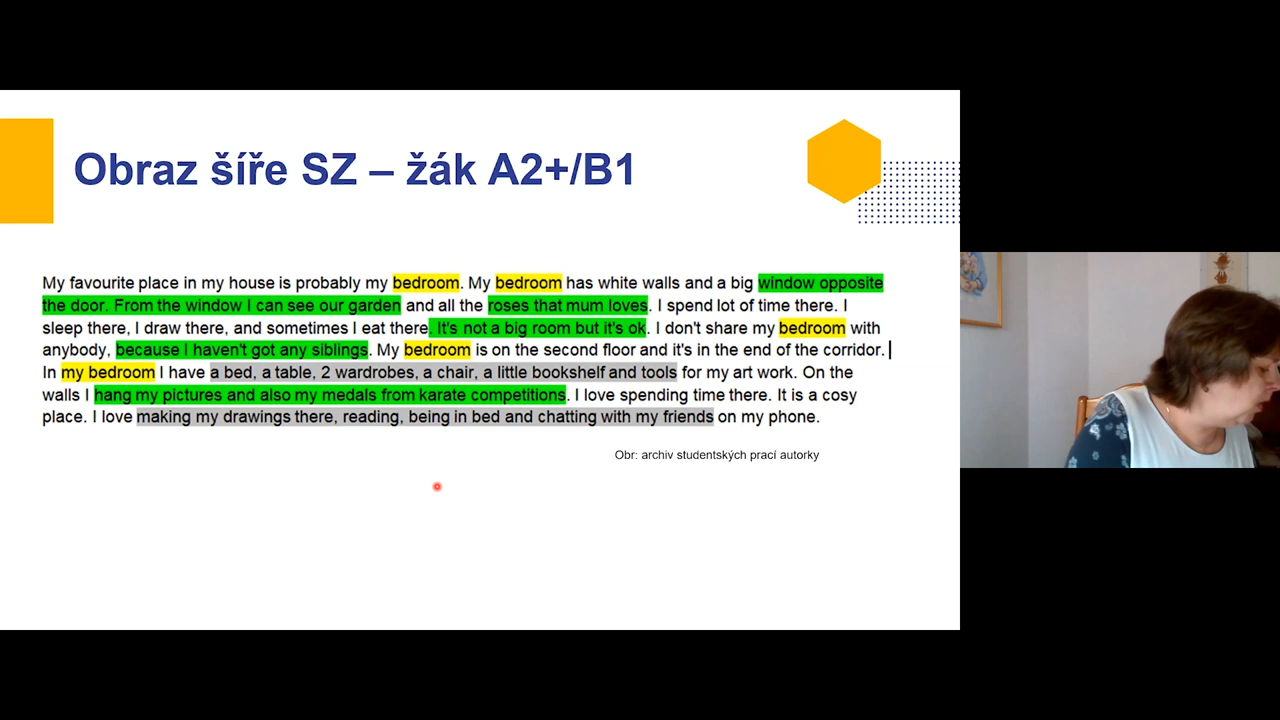 Obraz šíře SZ – žák A2+/B1
My favourite place in my house is probably my bedroom. My bedroom has white walls and a big window opposite
the door. From the window I can see our garden and all the roses that mum loves. I spend lot of time there. I
sleep there, I draw there, and sometimes I eat there. It's not a big room but it's ok. I don't share my bedroom with
anybody, because I haven't got any siblings. My bedroom is on the second floor and it's in the end of the corridor.
In my bedroom I have a bed, a table, 2 wardrobes, a chair, a little bookshelf and tools for my art work. On the
walls I hang my pictures and also my medals from karate competitions. I love spending time there. It is a cosy
place. I love making my drawings there, reading, being in bed and chatting with my friends on my phone.
Obr: archiv studentských prací autorky